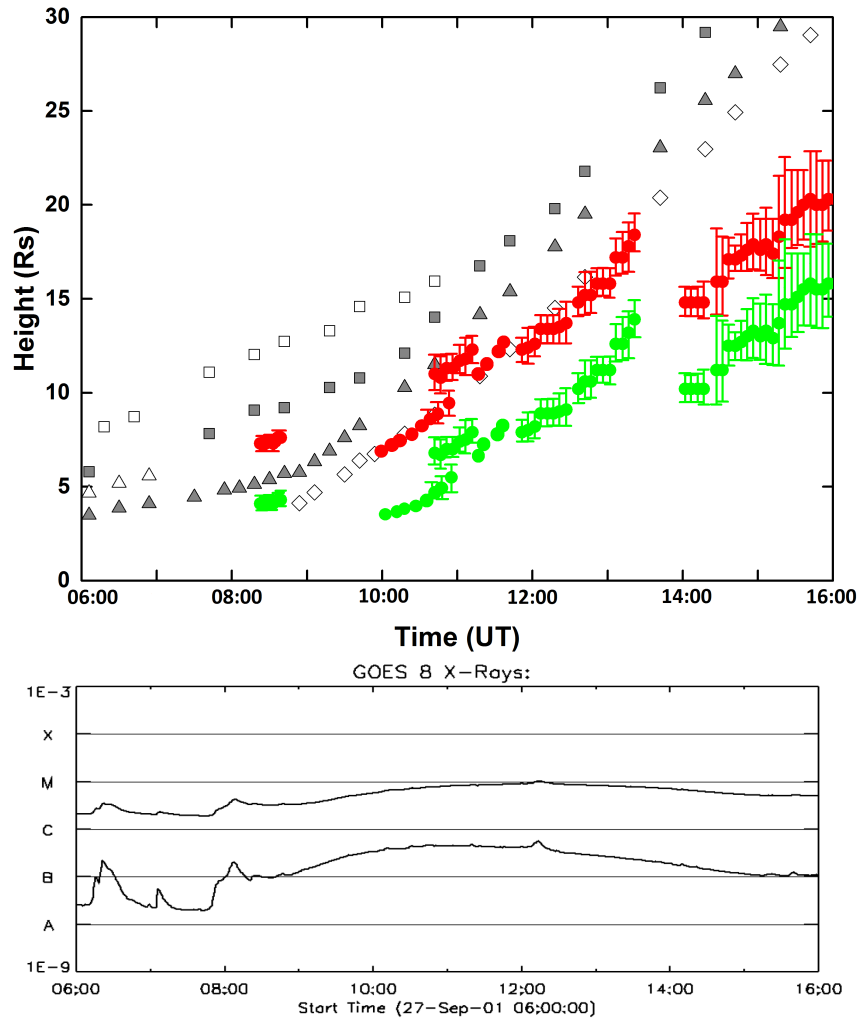 30
25
20
15
10
5
0
Height (Rs)
06:00 08:00 10:00 12:00 14:00 16:00
Time (UT)
GOES 8 X-Rays:
1E-3
X
M
C
B
A
1E-9
06:00 08:00 10:00 12:00 14:00 16:00
Start Time (27-Sep-01 06:00:00)